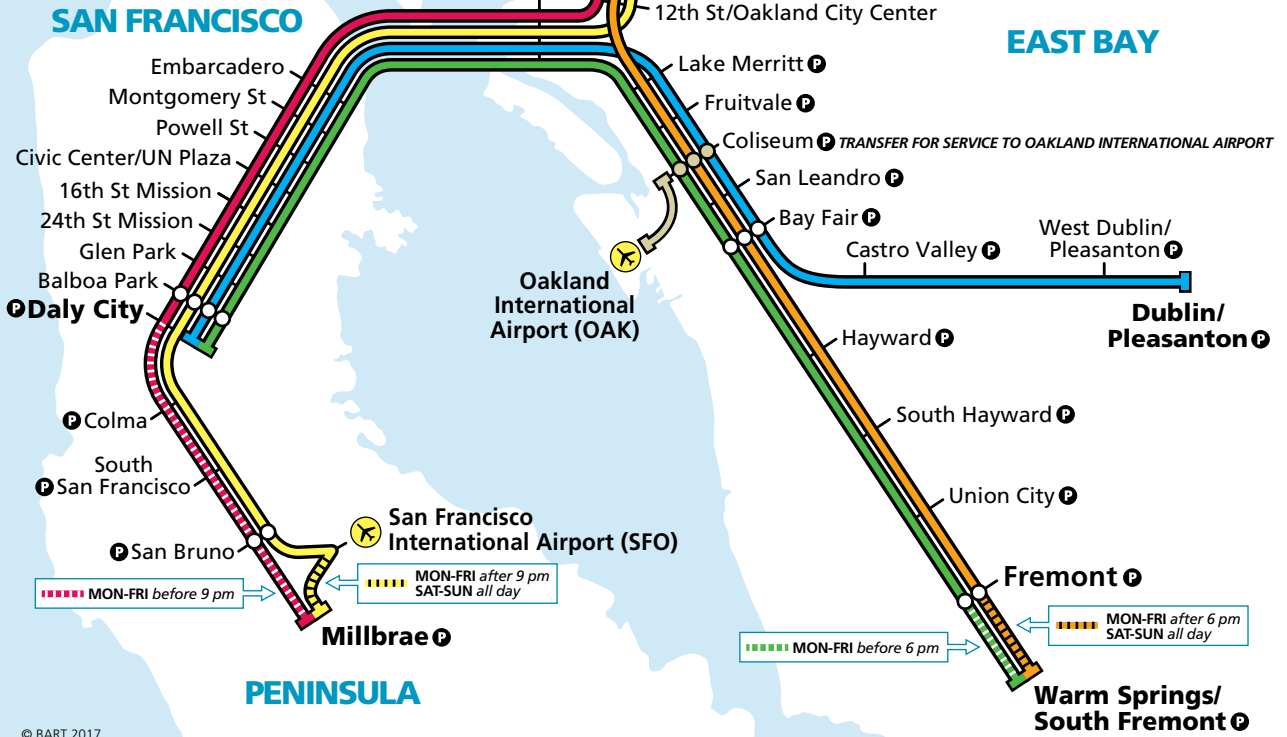 SAN FRANCISCO
12th St/Oakland City Center
EAST BAY
Embarcadero
Montgomery St
Powell St
Civic Center/UN Plaza
16th St Mission
24th St Mission
Glen Park
Balboa Park
P Daly City
Lake Merritt P
Fruitvale P
Coliseum P TRANSFER FOR SERVICE TO OAKLAND INTERNATIONAL AIRPORT
San Leandro P
Bay Fair P
Castro Valley P
West Dublin/
Pleasanton P
Dublin/
Pleasanton P
Oakland
International
Airport (OAK)
Hayward P
South Hayward P
Union City P
Fremont P
P Colma
South
P San Francisco
P San Bruno
San Francisco
International Airport (SFO)
MON-FRI before 9 pm
MON-FRI after 9 pm
SAT-SUN all day
Millbrae P
MON-FRI before 6 pm
MON-FRI after 6 pm
SAT-SUN all day
Warm Springs/
South Fremont P
PENINSULA
© BART 2017